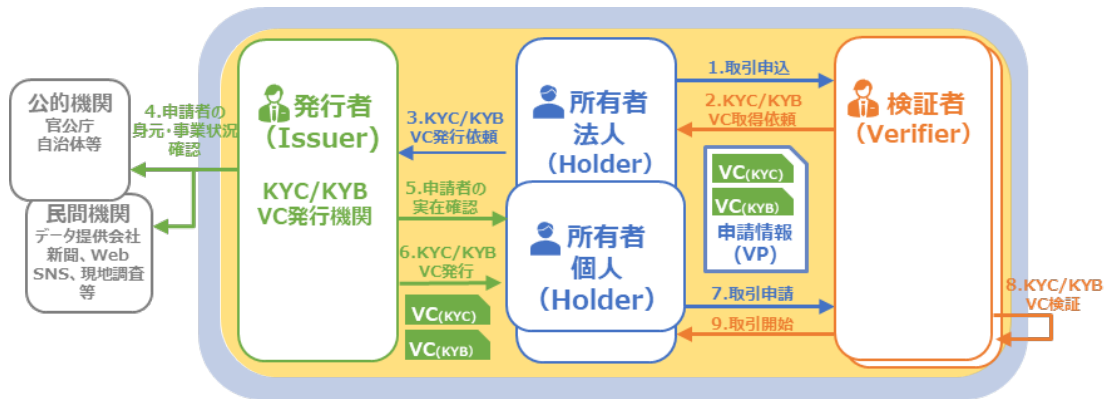 公的機関
官公庁
自治体等
民間機関
データ提供会社
新聞、Web
SNS、現地調査
等
4.申請者の
身元・事業状況
確認
発行者
（Issuer）
KYC/KYB
VC発行機関
3.KYC/KYB
VC発行依頼
5.申請者の
実在確認
6.KYC/KYB
VC発行
VC(KYC)
VC(KYB)
所有者
法人
（Holder）
所有者
個人
（Holder）
1.取引申込
2.KYC/KYB
VC取得依頼
VC(KYC)
VC(KYB)
申請情報
(VP)
7.取引申請
9.取引開始
検証者
（Verifier）
8.KYC/KYB
VC検証